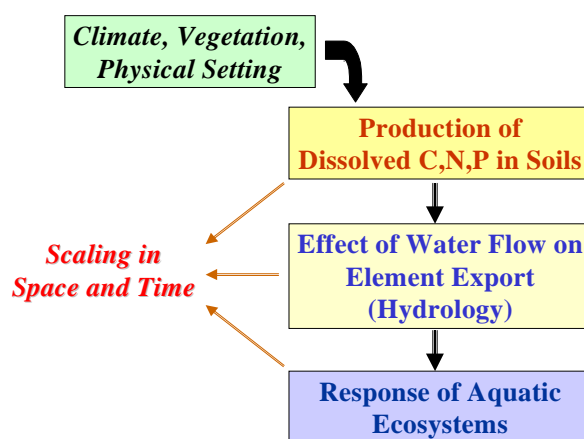 Climate, Vegetation,
Physical Setting
Production of
Dissolved C,N,P in Soils
Scaling in
Space and Time
Effect of Water Flow on
Element Export
(Hydrology)
Response of Aquatic
Ecosystems